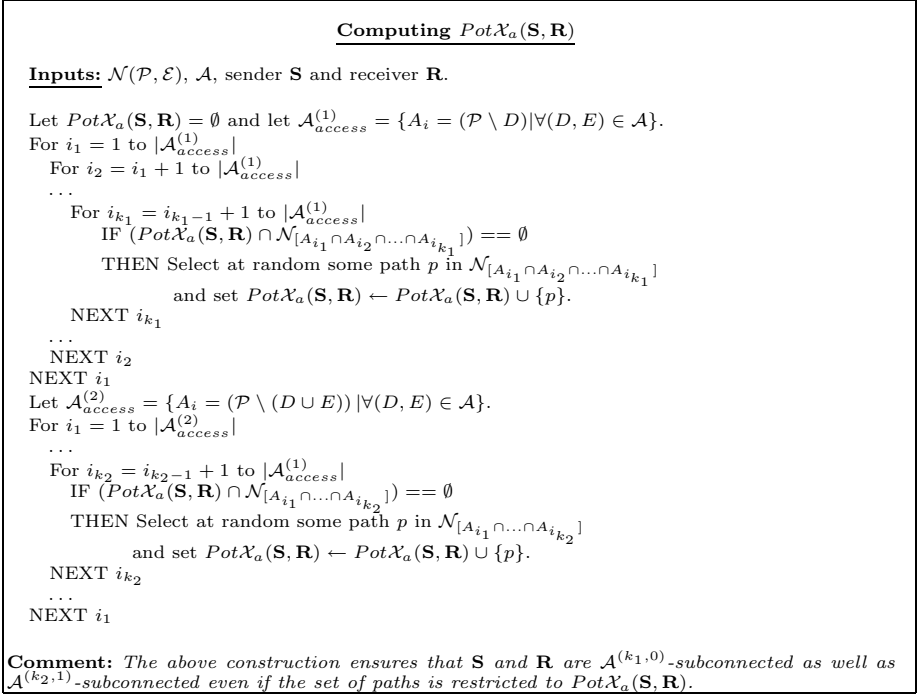 Computing PotX_a(S, R)
Inputs: N(P, E), A, sender S and receiver R.
Let PotX_a(S, R) = ∅ and let A^{(1)}_{access} = {A_i = (P \ D)|∀(D, E) ∈ A}.
For i_1 = 1 to |A^{(1)}_{access}|
For i_2 = i_1 + 1 to |A^{(1)}_{access}|
...
For i_{k_1} = i_{k_1−1} + 1 to |A^{(1)}_{access}|
IF (PotX_a(S, R) ∩ N_{[A_{i_1}∩A_{i_2}∩...∩A_{i_{k_1}}]}) == ∅
THEN Select at random some path p in N_{[A_{i_1}∩A_{i_2}∩...∩A_{i_{k_1}}]}
and set PotX_a(S, R) ← PotX_a(S, R) ∪ {p}.
NEXT i_{k_1}
...
NEXT i_2
NEXT i_1
Let A^{(2)}_{access} = {A_i = (P \ (D ∪ E)) |∀(D, E) ∈ A}.
For i_1 = 1 to |A^{(2)}_{access}|
...
For i_{k_2} = i_{k_2−1} + 1 to |A^{(1)}_{access}|
IF (PotX_a(S, R) ∩ N_{[A_{i_1}∩...∩A_{i_{k_2}}]}) == ∅
THEN Select at random some path p in N_{[A_{i_1}∩...∩A_{i_{k_2}}]}
and set PotX_a(S, R) ← PotX_a(S, R) ∪ {p}.
NEXT i_{k_2}
...
NEXT i_1
Comment: The above construction ensures that S and R are A^{(k_1,0)}-subconnected as well as
A^{(k_2,1)}-subconnected even if the set of paths is restricted to PotX_a(S, R).